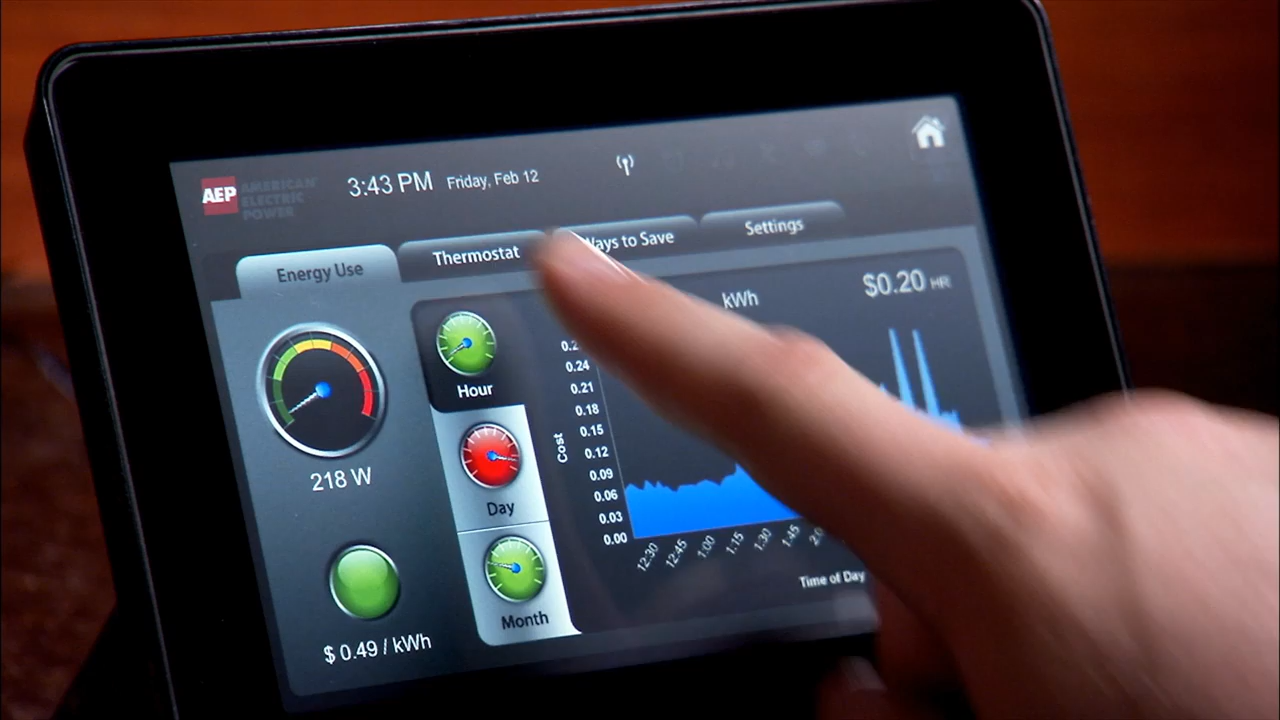 AEP AMERICAN
ELECTRIC
POWER
3:43 PM Friday, Feb 12
Energy Use Thermostat Ways to Save Settings
kWh $0.20 HR
218 W
$ 0.49 / kWh
Hour
Day
Month
Cost
0.24
0.21
0.18
0.15
0.12
0.09
0.06
0.03
0.00
12:30 12:45 1:00 1:15 1:30 1:45
Time of Day